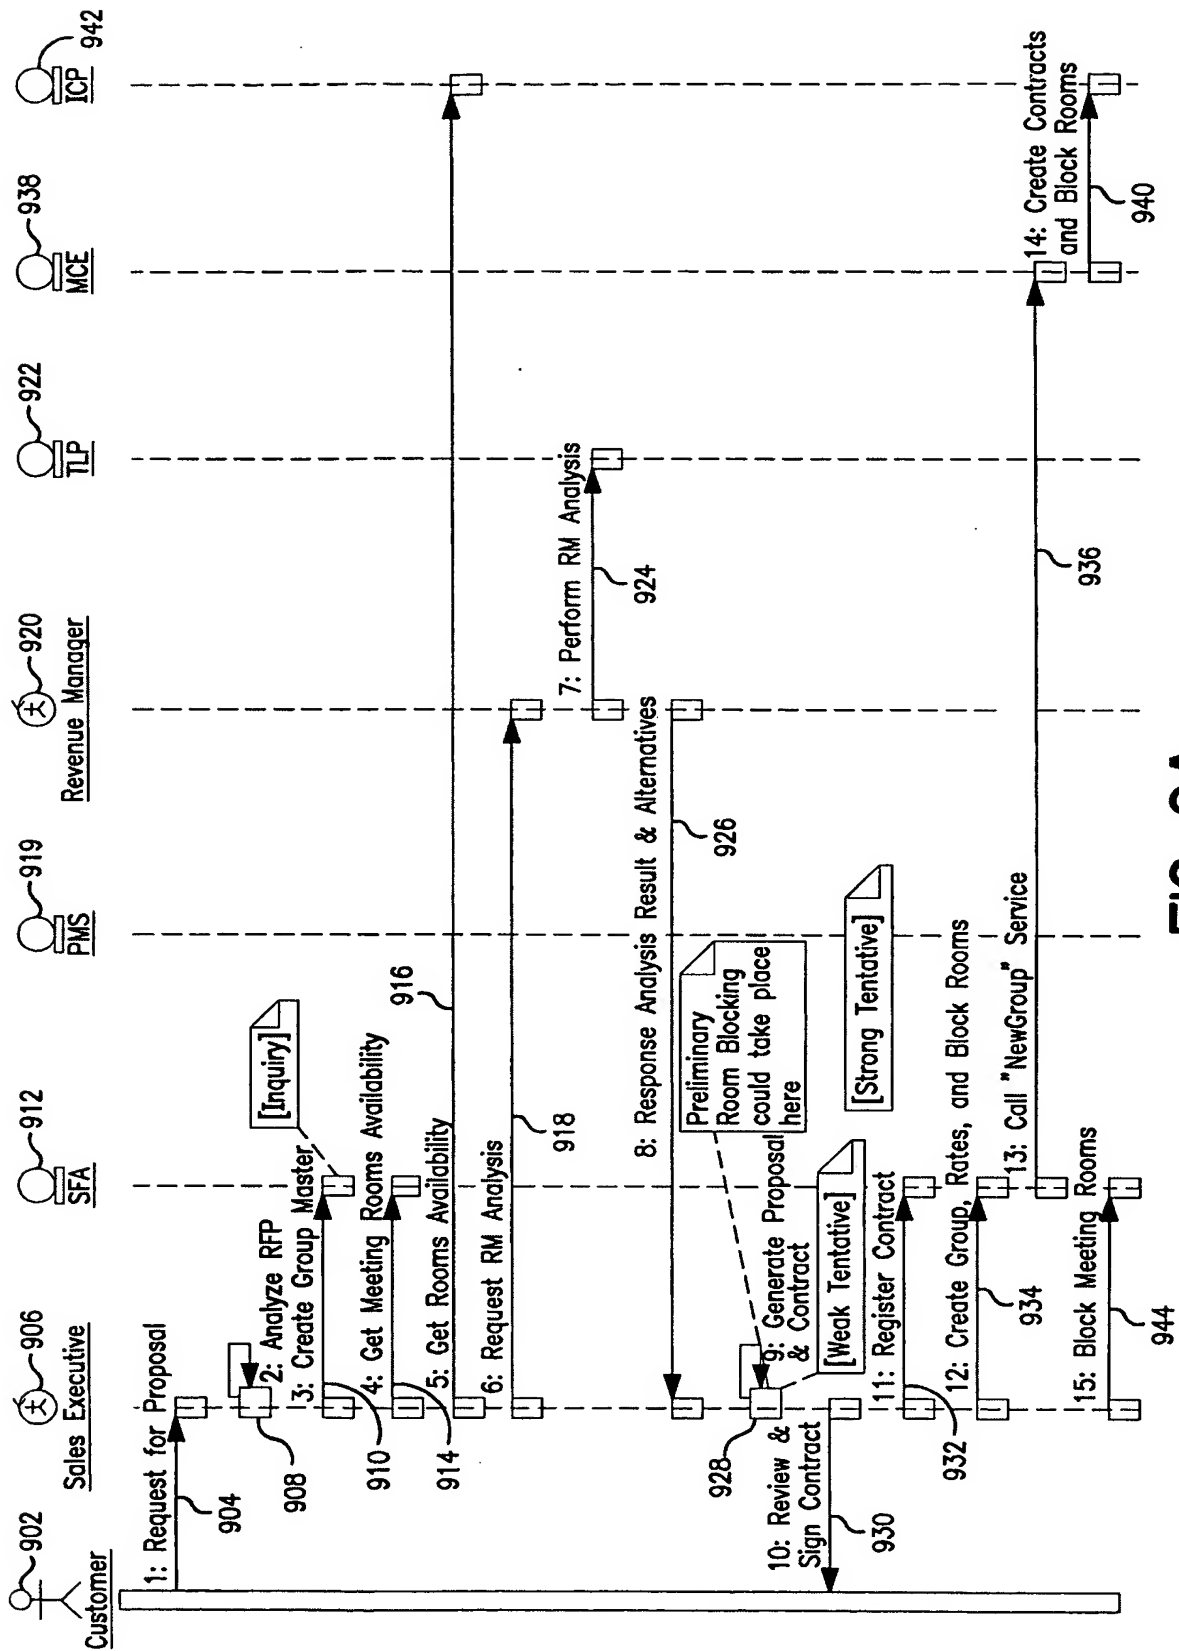 902
Customer
906
Sales Executive
912
SFA
919
PMS
920
Revenue Manager
922
TLP
938
MCE
942
ICP
1: Request for Proposal
904
2: Analyze RFP
908
3: Create Group Master
910
[Inquiry]
4: Get Meeting Rooms Availability
914
5: Get Rooms Availability
916
6: Request RM Analysis
918
7: Perform RM Analysis
924
8: Response Analysis Result & Alternatives
926
Preliminary
Room Blocking
could take place
here
9: Generate Proposal
& Contract
928
[Weak Tentative]
10: Review &
Sign Contract
930
[Strong Tentative]
11: Register Contract
932
12: Create Group, Rates, and Block Rooms
934
13: Call "NewGroup" Service
936
14: Create Contracts
and Block Rooms
940
15: Block Meeting Rooms
944